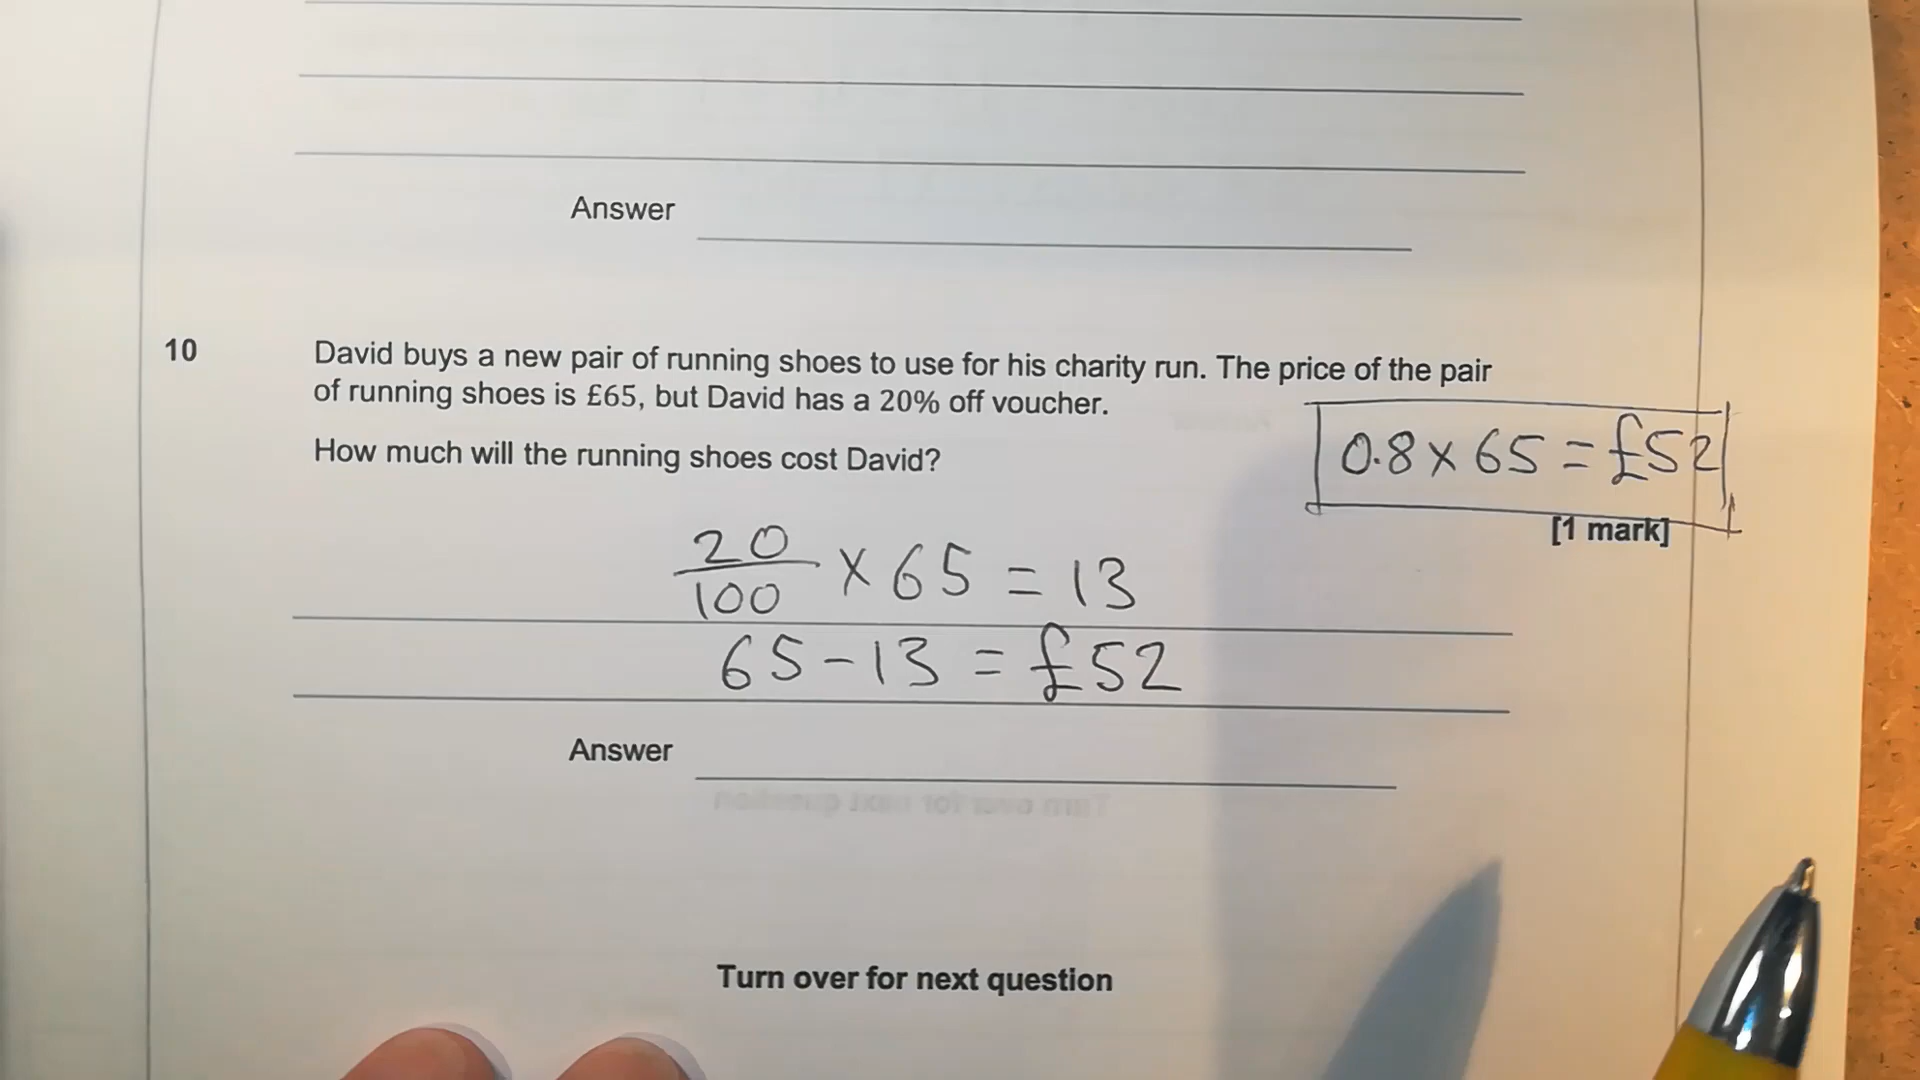 Answer
10 David buys a new pair of running shoes to use for his charity run. The price of the pair
of running shoes is £65, but David has a 20% off voucher.
How much will the running shoes cost David?
0.8 × 65 = £52
[1 mark]
20/100 × 65 = 13
65 - 13 = £52
Answer
Turn over for next question